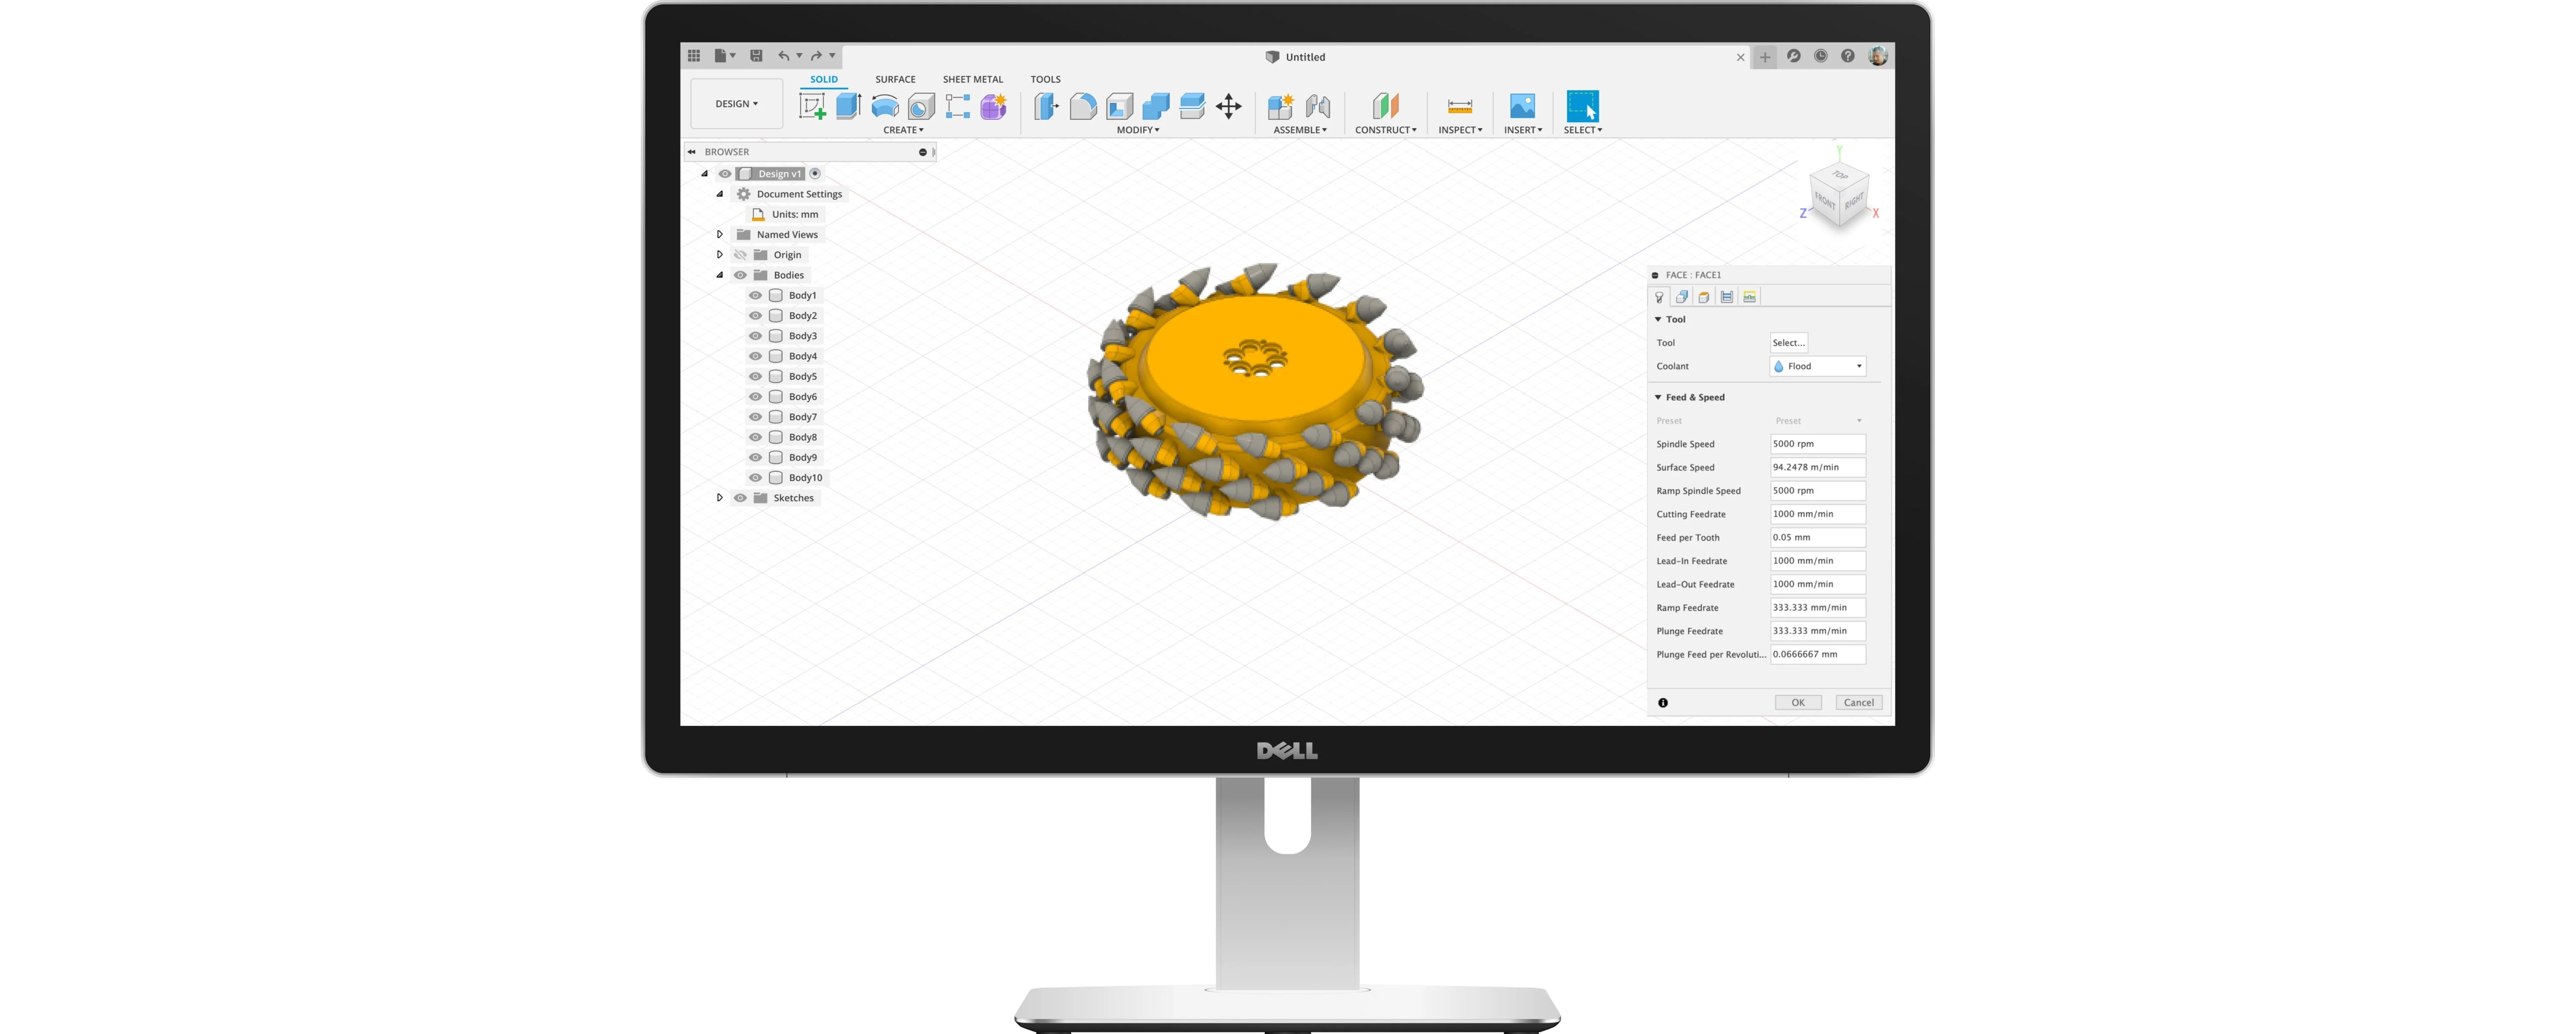 Untitled
SOLID SURFACE SHEET METAL TOOLS
DESIGN
CREATE MODIFY ASSEMBLE CONSTRUCT INSPECT INSERT SELECT
BROWSER
Design v1
Document Settings
Units: mm
Named Views
Origin
Bodies
Body1
Body2
Body3
Body4
Body5
Body6
Body7
Body8
Body9
Body10
Sketches
Y
TOP
FRONT RIGHT
Z X
FACE : FACE1
Tool
Tool Select...
Coolant Flood
Feed & Speed
Preset Preset
Spindle Speed 5000 rpm
Surface Speed 94.2478 m/min
Ramp Spindle Speed 5000 rpm
Cutting Feedrate 1000 mm/min
Feed per Tooth 0.05 mm
Lead-In Feedrate 1000 mm/min
Lead-Out Feedrate 1000 mm/min
Ramp Feedrate 333.333 mm/min
Plunge Feedrate 333.333 mm/min
Plunge Feed per Revoluti... 0.0666667 mm
OK Cancel
DELL